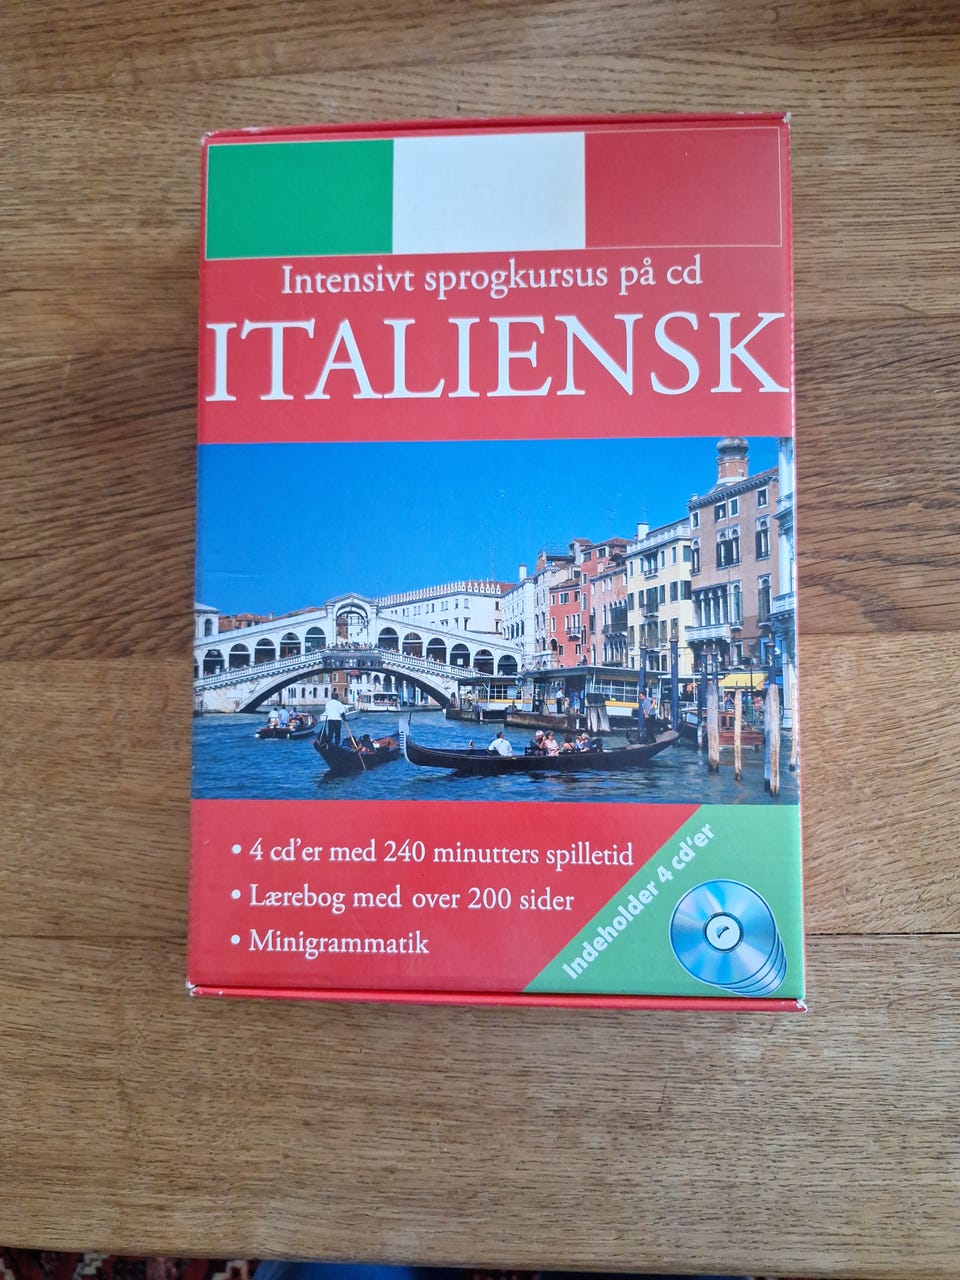 Intensivt sprogkursus på cd
ITALIENSK
• 4 cd'er med 240 minutters spilletid
• Lærebog med over 200 sider
• Minigrammatik
Indeholder 4 cd'er